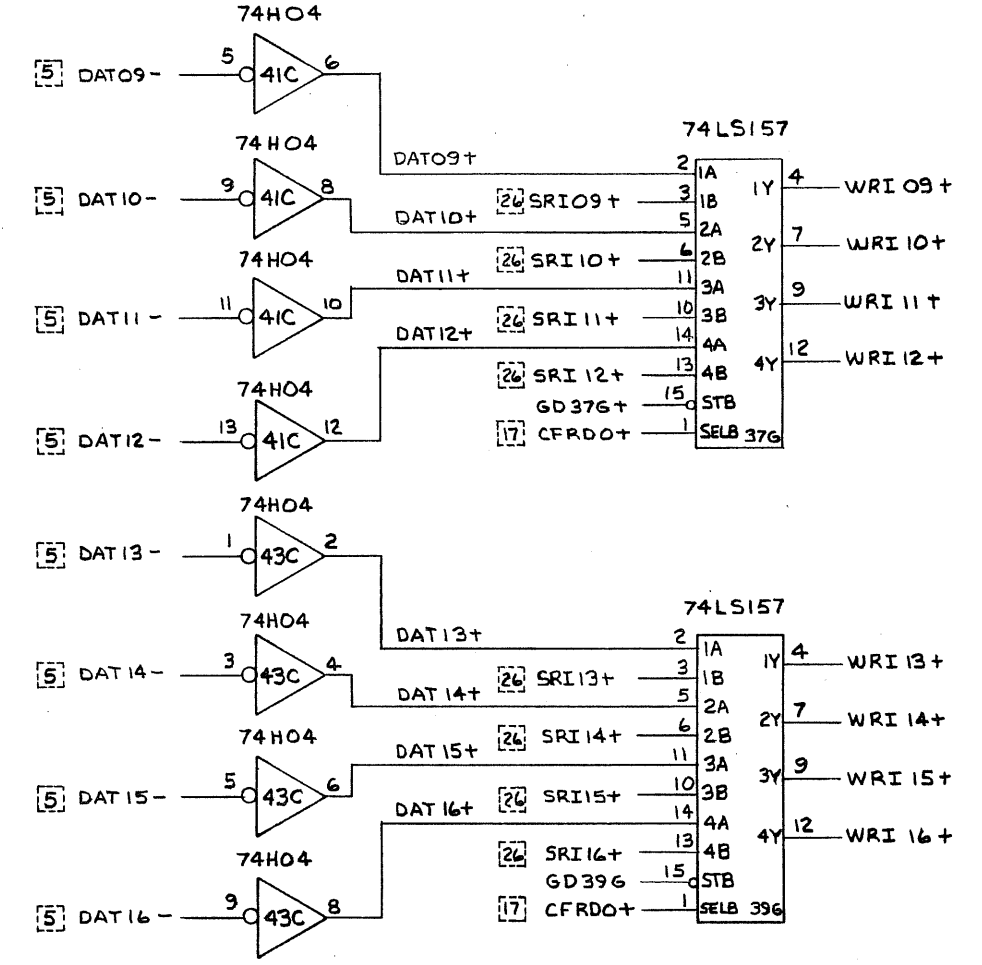 74H04
5 DAT09- 5 41C 6
74H04
5 DAT10- 9 41C 8
74H04
5 DAT11- 11 41C 10
74H04
5 DAT12- 13 41C 12
74LS157
DAT09+ 2 1A
26 SRI09+ 3 1B
1Y 4 WRI 09+
DAT10+ 5 2A
26 SRI10+ 6 2B
2Y 7 WRI 10+
DAT11+ 11 3A
26 SRI11+ 10 3B
3Y 9 WRI 11+
DAT12+ 14 4A
26 SRI 12+ 13 4B
4Y 12 WRI 12+
GD37G+ 15 STB
17 CFRDO+ 1 SELB 37G
74H04
5 DAT13- 1 43C 2
74H04
5 DAT14- 3 43C 4
74H04
5 DAT15- 5 43C 6
74H04
5 DAT16- 9 43C 8
74LS157
DAT13+ 2 1A
26 SRI13+ 3 1B
1Y 4 WRI 13+
DAT14+ 5 2A
26 SRI14+ 6 2B
2Y 7 WRI 14+
DAT15+ 11 3A
26 SRI15+ 10 3B
3Y 9 WRI 15+
DAT16+ 14 4A
26 SRI16+ 13 4B
4Y 12 WRI 16+
GD39G 15 STB
17 CFRDO+ 1 SELB 39G